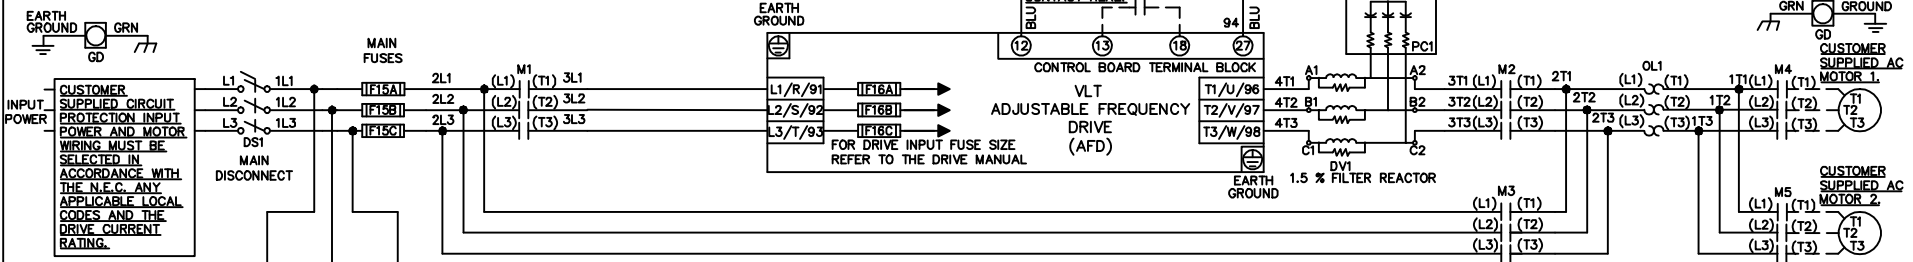 EARTH
GROUND
GRN
GD
EARTH
GROUND
BLU
94
BLU
12
13
18
27
CONTROL BOARD TERMINAL BLOCK
PC1
GRN
GROUND
GD
MAIN
FUSES
INPUT
POWER
CUSTOMER
SUPPLIED CIRCUIT
PROTECTION INPUT
POWER AND MOTOR
WIRING MUST BE
SELECTED IN
ACCORDANCE WITH
THE N.E.C. ANY
APPLICABLE LOCAL
CODES AND THE
DRIVE CURRENT
RATING.
L1
1L1
L2
1L2
L3
1L3
DS1
MAIN
DISCONNECT
F15A
F15B
F15C
2L1
2L2
2L3
M1
(L1) (T1) 3L1
(L2) (T2) 3L2
(L3) (T3) 3L3
L1/R/91
L2/S/92
L3/T/93
F16A
F16B
F16C
FOR DRIVE INPUT FUSE SIZE
REFER TO THE DRIVE MANUAL
VLT
ADJUSTABLE FREQUENCY
DRIVE
(AFD)
T1/U/96
T2/V/97
T3/W/98
EARTH
GROUND
4T1
4T2
4T3
A1
B1
C1
A2
B2
C2
DV1
1.5 % FILTER REACTOR
M2
3T1 (L1) (T1) 2T1
3T2 (L2) (T2) 2T2
3T3 (L3) (T3) 2T3
OL1
(L1) (T1) 1T1
(L2) (T2) 1T2
(L3) (T3) 1T3
M4
(L1) (T1)
(L2) (T2)
(L3) (T3)
CUSTOMER
SUPPLIED AC
MOTOR 1.
T1
T2
T3
M3
(L1) (T1)
(L2) (T2)
(L3) (T3)
M5
(L1) (T1)
(L2) (T2)
(L3) (T3)
CUSTOMER
SUPPLIED AC
MOTOR 2.
T1
T2
T3